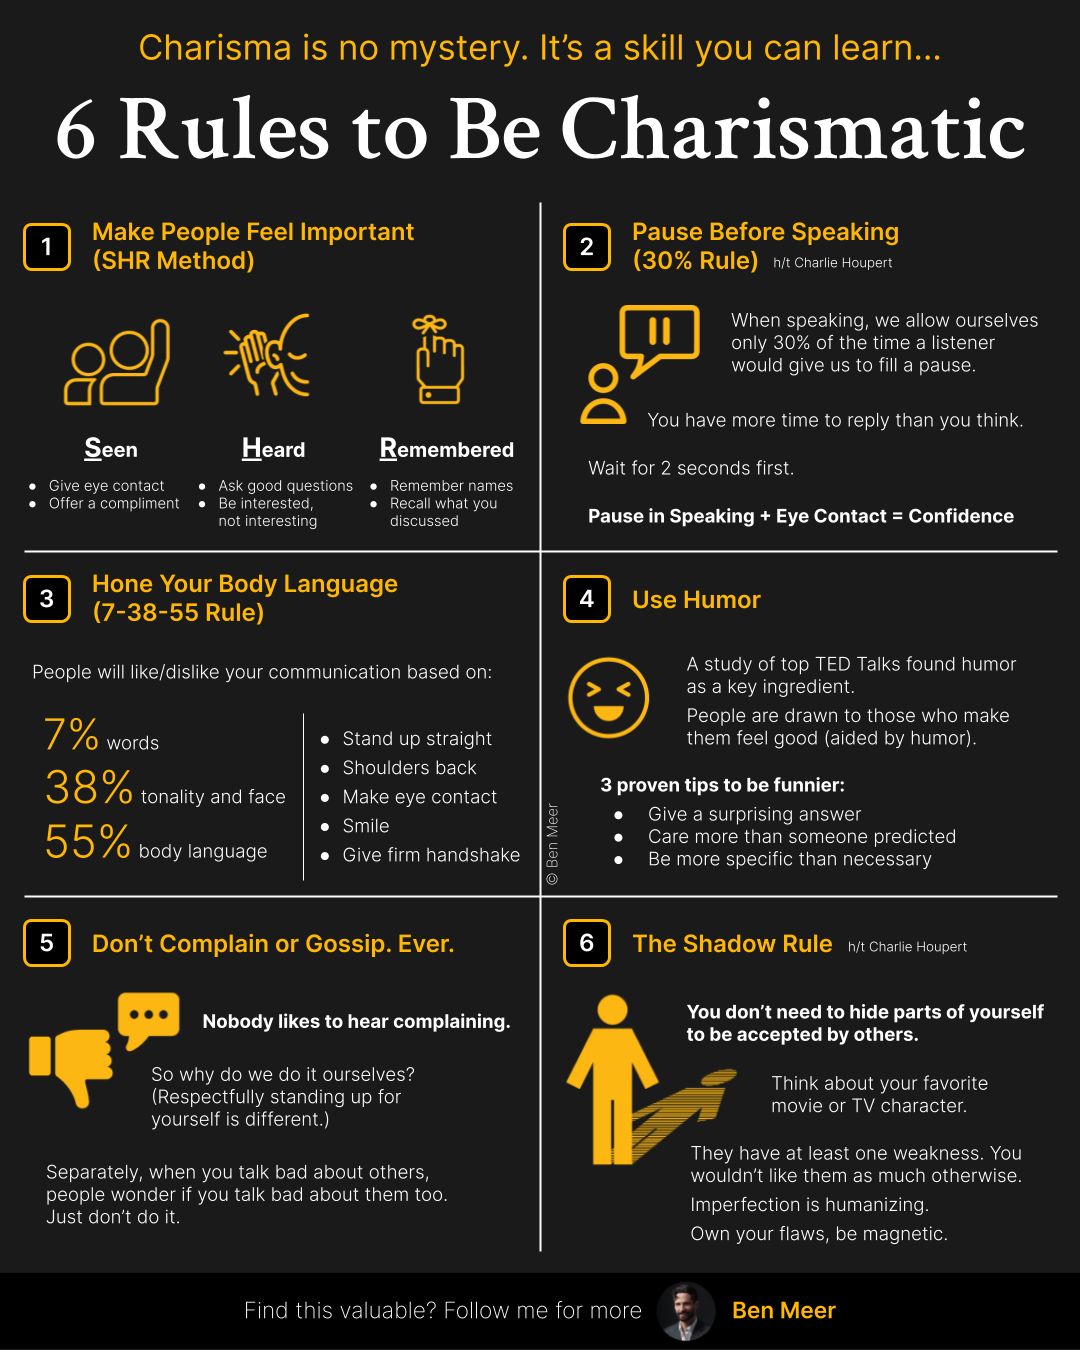 Charisma is no mystery. It’s a skill you can learn...
6 Rules to Be Charismatic
1
Make People Feel Important
(SHR Method)
Seen
• Give eye contact
• Offer a compliment
Heard
• Ask good questions
• Be interested,
not interesting
Remembered
• Remember names
• Recall what you
discussed
2
Pause Before Speaking
(30% Rule) h/t Charlie Houpert
When speaking, we allow ourselves
only 30% of the time a listener
would give us to fill a pause.
You have more time to reply than you think.
Wait for 2 seconds first.
Pause in Speaking + Eye Contact = Confidence
3
Hone Your Body Language
(7-38-55 Rule)
People will like/dislike your communication based on:
7% words
38% tonality and face
55% body language
• Stand up straight
• Shoulders back
• Make eye contact
• Smile
• Give firm handshake
© Ben Meer
4
Use Humor
A study of top TED Talks found humor
as a key ingredient.
People are drawn to those who make
them feel good (aided by humor).
3 proven tips to be funnier:
• Give a surprising answer
• Care more than someone predicted
• Be more specific than necessary
5
Don’t Complain or Gossip. Ever.
Nobody likes to hear complaining.
So why do we do it ourselves?
(Respectfully standing up for
yourself is different.)
Separately, when you talk bad about others,
people wonder if you talk bad about them too.
Just don’t do it.
6
The Shadow Rule h/t Charlie Houpert
You don’t need to hide parts of yourself
to be accepted by others.
Think about your favorite
movie or TV character.
They have at least one weakness. You
wouldn’t like them as much otherwise.
Imperfection is humanizing.
Own your flaws, be magnetic.
Find this valuable? Follow me for more Ben Meer